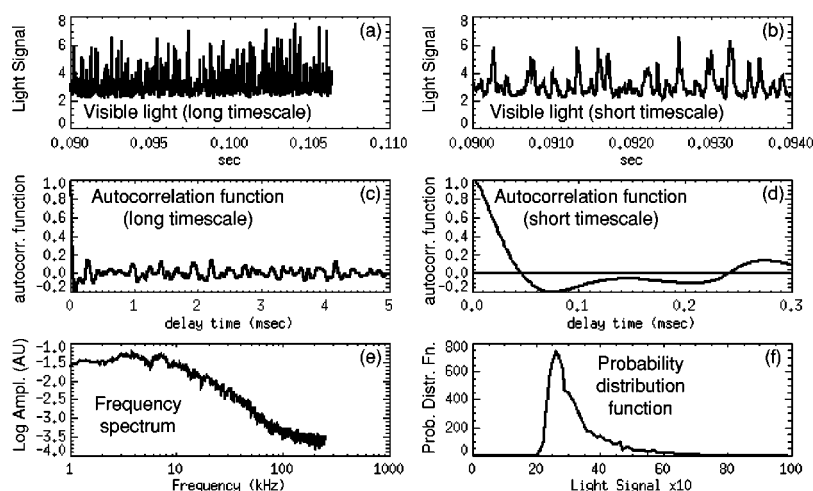 (a)
Light Signal
8
6
4
2
0
Visible light (long timescale)
0.090 0.095 0.100 0.105 0.110
sec
(b)
Light Signal
8
6
4
2
0
Visible light (short timescale)
0.0900 0.0910 0.0920 0.0930 0.0940
sec
(c)
autocorr. function
1.0
0.8
0.6
0.4
0.2
0.0
-0.2
Autocorrelation function
(long timescale)
0 1 2 3 4 5
delay time (msec)
(d)
autocorr. function
1.0
0.8
0.6
0.4
0.2
0.0
-0.2
Autocorrelation function
(short timescale)
0.0 0.1 0.2 0.3
delay time (msec)
(e)
Log Ampl. (AU)
-1.0
-1.5
-2.0
-2.5
-3.0
-3.5
-4.0
Frequency
spectrum
1 10 100 1000
Frequency (kHz)
(f)
Prob. Distr. Fn.
800
600
400
200
0
Probability
distribution
function
0 20 40 60 80 100
Light Signal x10